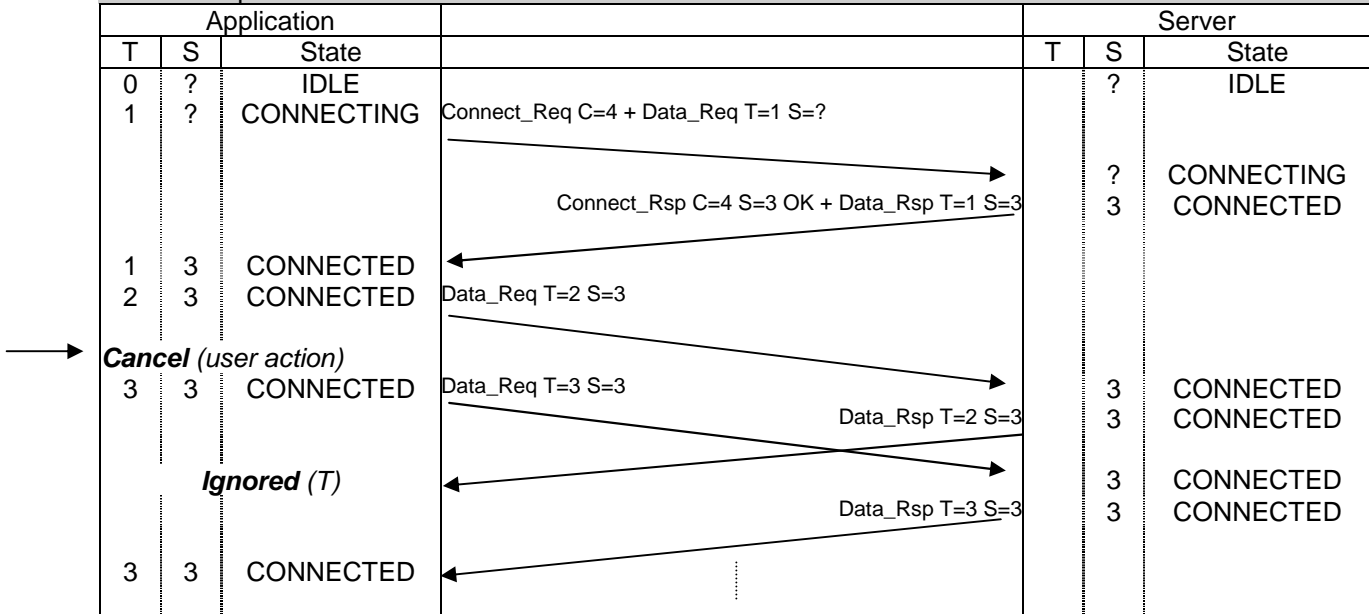 Application Server
T S State T S State
0 ? IDLE ? IDLE
1 ? CONNECTING Connect_Req C=4 + Data_Req T=1 S=?
? CONNECTING
Connect_Rsp C=4 S=3 OK + Data_Rsp T=1 S=3 3 CONNECTED
1 3 CONNECTED
2 3 CONNECTED Data_Req T=2 S=3
Cancel (user action)
3 3 CONNECTED Data_Req T=3 S=3 3 CONNECTED
Data_Rsp T=2 S=3 3 CONNECTED
Ignored (T) 3 CONNECTED
Data_Rsp T=3 S=3 3 CONNECTED
3 3 CONNECTED